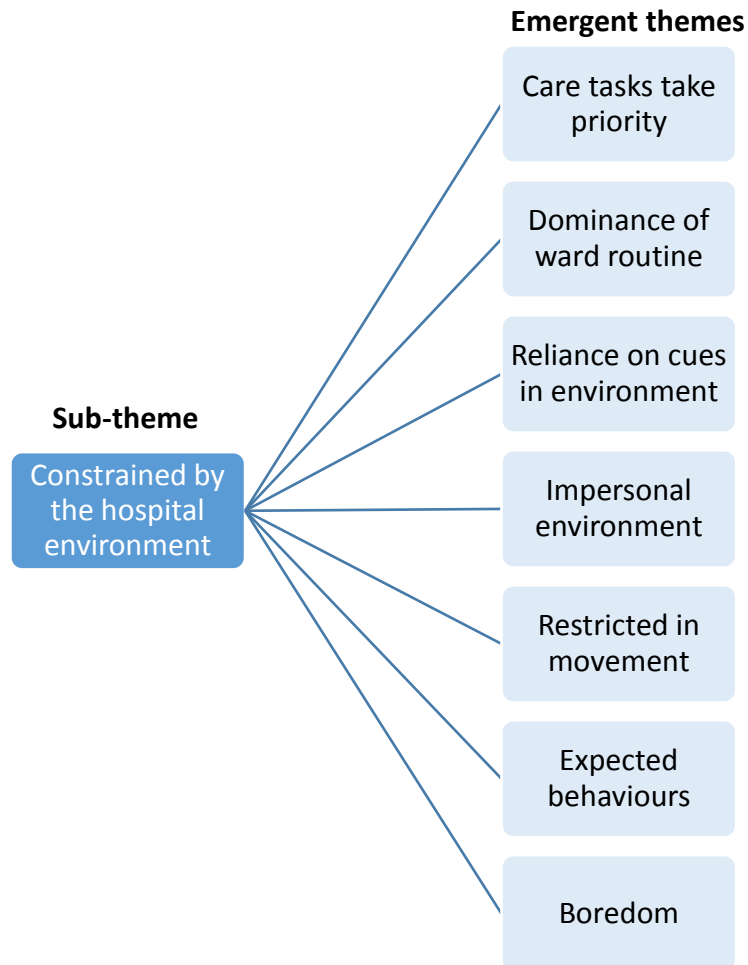 Emergent themes
Care tasks take
priority
Dominance of
ward routine
Reliance on cues
in environment
Sub-theme
Constrained by
the hospital
environment
Impersonal
environment
Restricted in
movement
Expected
behaviours
Boredom